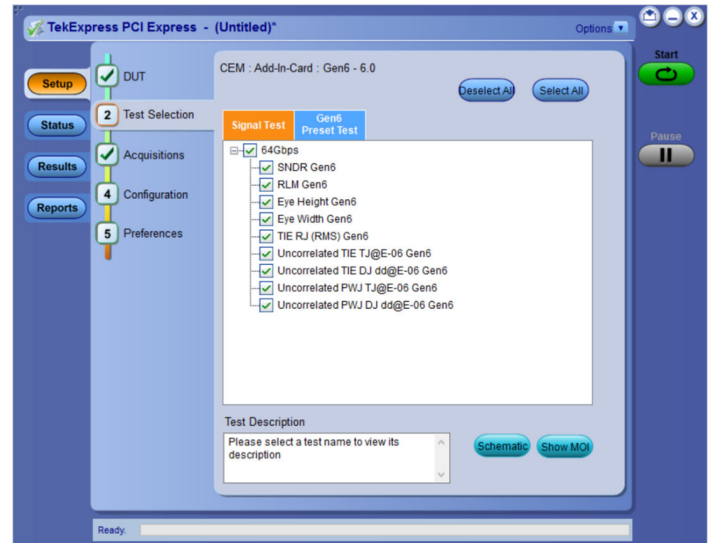 TekExpress PCI Express - (Untitled)*
Options
Start
Pause
Setup
Status
Results
Reports
DUT
2 Test Selection
Acquisitions
4 Configuration
5 Preferences
CEM : Add-In-Card : Gen6 - 6.0
Deselect All
Select All
Signal Test
Gen6
Preset Test
64Gbps
SNDR Gen6
RLM Gen6
Eye Height Gen6
Eye Width Gen6
TIE RJ (RMS) Gen6
Uncorrelated TIE TJ@E-06 Gen6
Uncorrelated TIE DJ dd@E-06 Gen6
Uncorrelated PWJ TJ@E-06 Gen6
Uncorrelated PWJ DJ dd@E-06 Gen6
Test Description
Please select a test name to view its
description
Schematic
Show MOI
Ready.